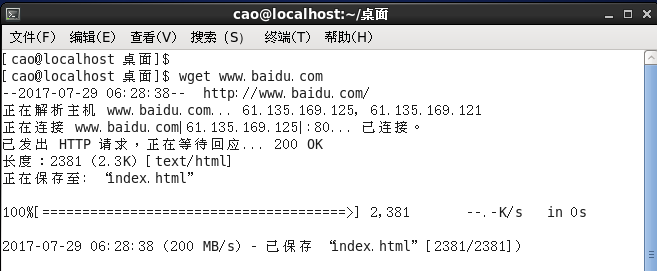 cao@localhost:~/桌面
文件(F) 编辑(E) 查看(V) 搜索 (S) 终端(T) 帮助(H)
[cao@localhost 桌面]$
[cao@localhost 桌面]$ wget www.baidu.com
--2017-07-29 06:28:38--  http://www.baidu.com/
正在解析主机 www.baidu.com... 61.135.169.125, 61.135.169.121
正在连接 www.baidu.com|61.135.169.125|:80... 已连接。
已发出 HTTP 请求，正在等待回应... 200 OK
长度：2381 (2.3K) [text/html]
正在保存至: “index.html”
100%[======================================>] 2,381       --.-K/s   in 0s
2017-07-29 06:28:38 (200 MB/s) - 已保存 “index.html” [2381/2381])